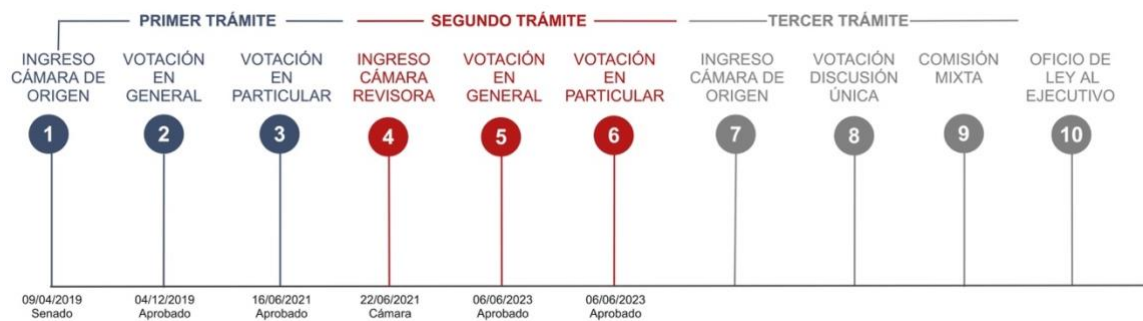 PRIMER TRÁMITE
SEGUNDO TRÁMITE
TERCER TRÁMITE
INGRESO
CÁMARA DE
ORIGEN
VOTACIÓN
EN
GENERAL
VOTACIÓN
EN
PARTICULAR
INGRESO
CÁMARA
REVISORA
VOTACIÓN
EN
GENERAL
VOTACIÓN
EN
PARTICULAR
INGRESO
CÁMARA DE
ORIGEN
VOTACIÓN
DISCUSIÓN
ÚNICA
COMISIÓN
MIXTA
OFICIO DE
LEY AL
EJECUTIVO
1
2
3
4
5
6
7
8
9
10
09/04/2019
Senado
04/12/2019
Aprobado
16/06/2021
Aprobado
22/06/2021
Cámara
06/06/2023
Aprobado
06/06/2023
Aprobado